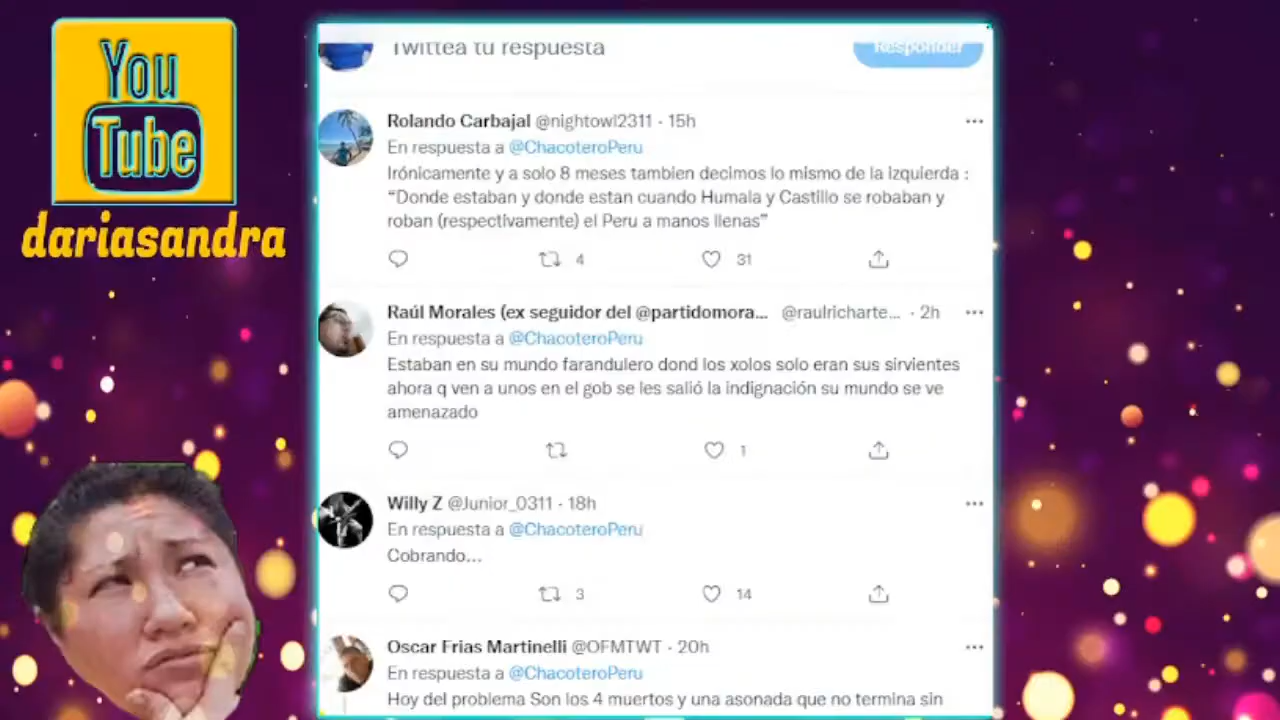 You
Tube
dariasandra
Twittea tu respuesta
Responder
Rolando Carbajal @nightowl2311 · 15h
En respuesta a @ChacoteroPeru
Irónicamente y a solo 8 meses tambien decimos lo mismo de la Izquierda :
"Donde estaban y donde estan cuando Humala y Castillo se robaban y
roban (respectivamente) el Peru a manos llenas"
4
31
Raúl Morales (ex seguidor del @partidomora... @raulricharte... · 2h
En respuesta a @ChacoteroPeru
Estaban en su mundo farandulero dond los xolos solo eran sus sirvientes
ahora q ven a unos en el gob se les salió la indignación su mundo se ve
amenazado
1
Willy Z @Junior_0311 · 18h
En respuesta a @ChacoteroPeru
Cobrando...
3
14
Oscar Frias Martinelli @OFMTWT · 20h
En respuesta a @ChacoteroPeru
Hoy del problema Son los 4 muertos y una asonada que no termina sin